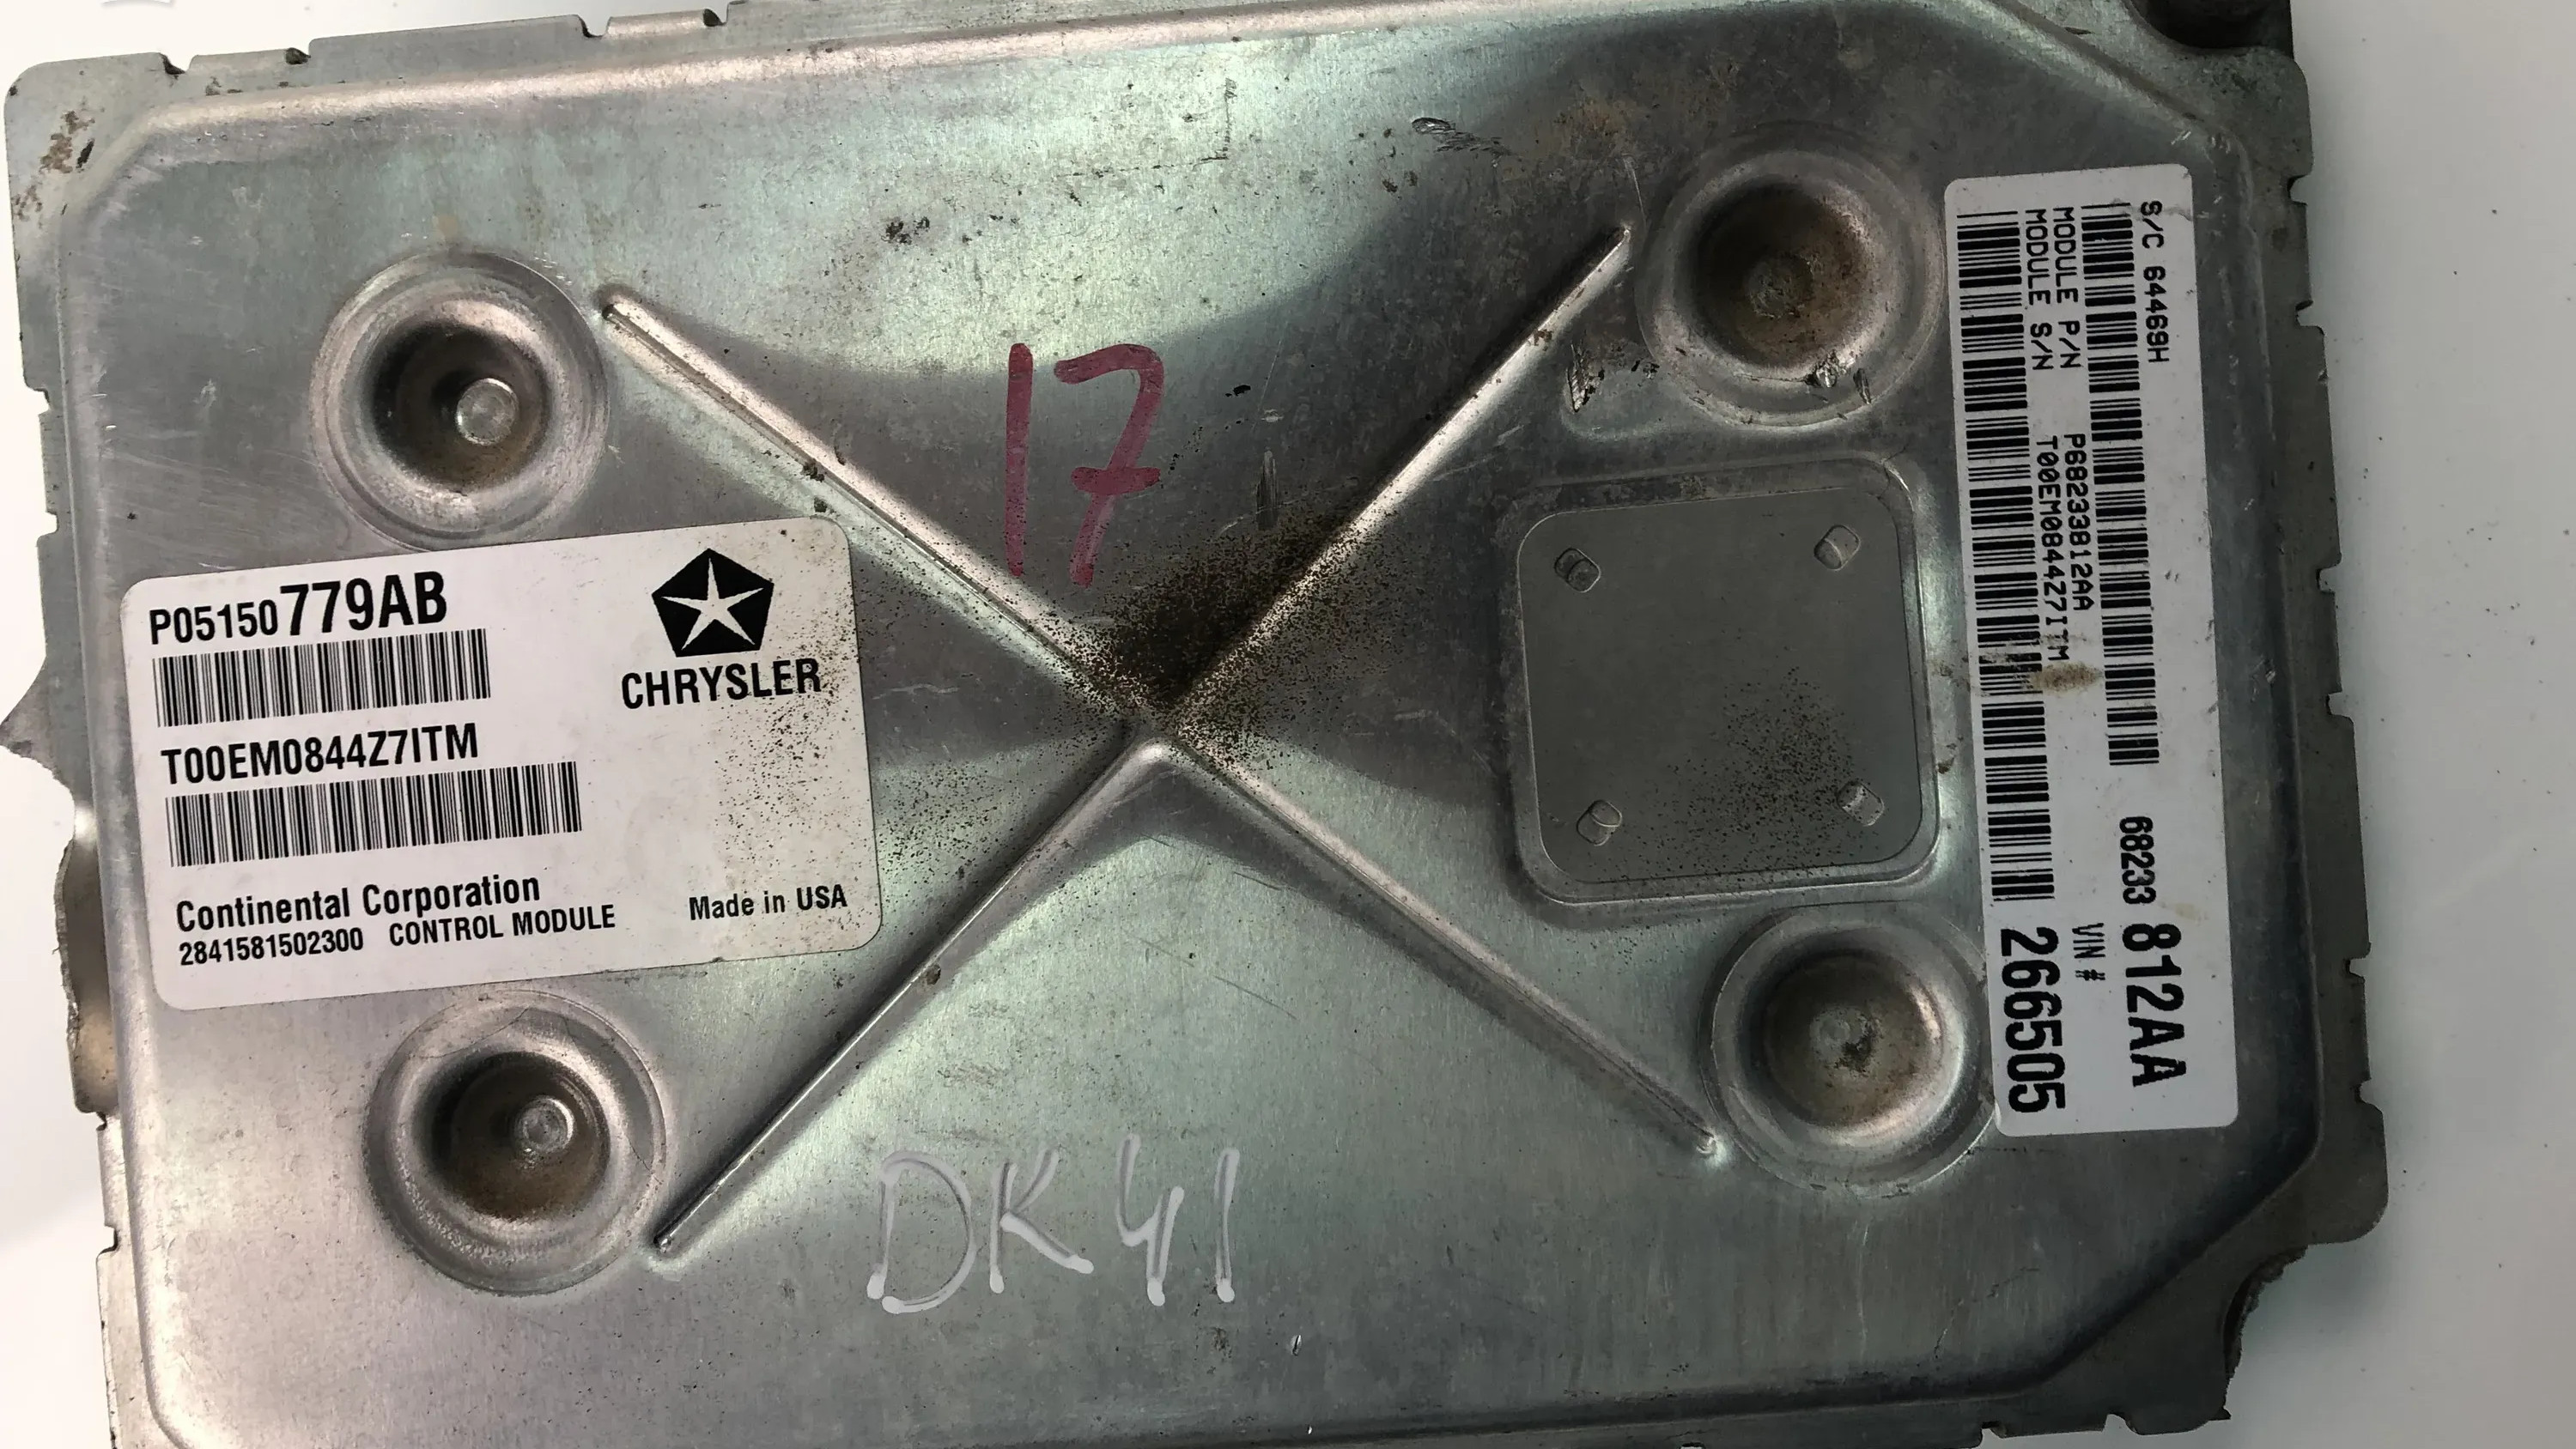 17
P05150779AB
CHRYSLER
T00EM0844Z7ITM
Continental Corporation
2841581502300 CONTROL MODULE
Made in USA
DK41
S/C 6446SH
MODULE P/N P68233812AA
MODULE S/N T00EM0844Z7ITM
68233 812AA
VIN #
266505